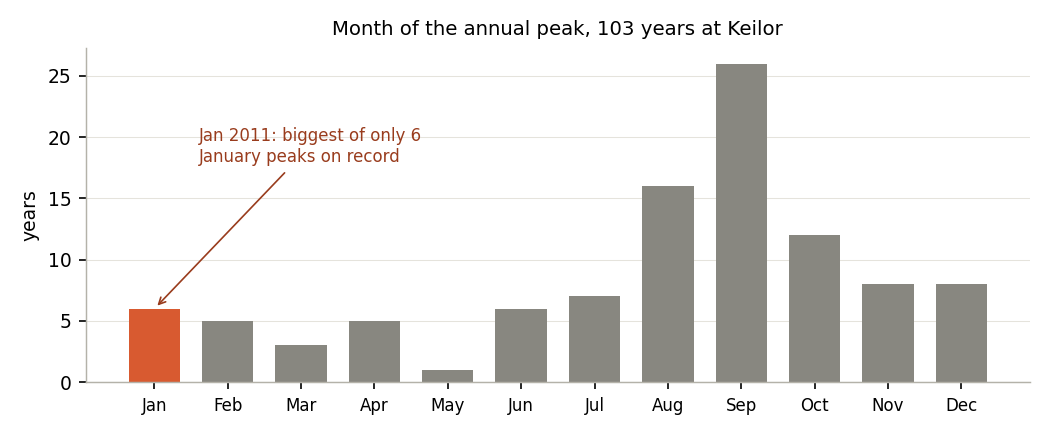 Month of the annual peak, 103 years at Keilor
years
25
20
15
10
5
0
Jan 2011: biggest of only 6
January peaks on record
Jan Feb Mar Apr May Jun Jul Aug Sep Oct Nov Dec